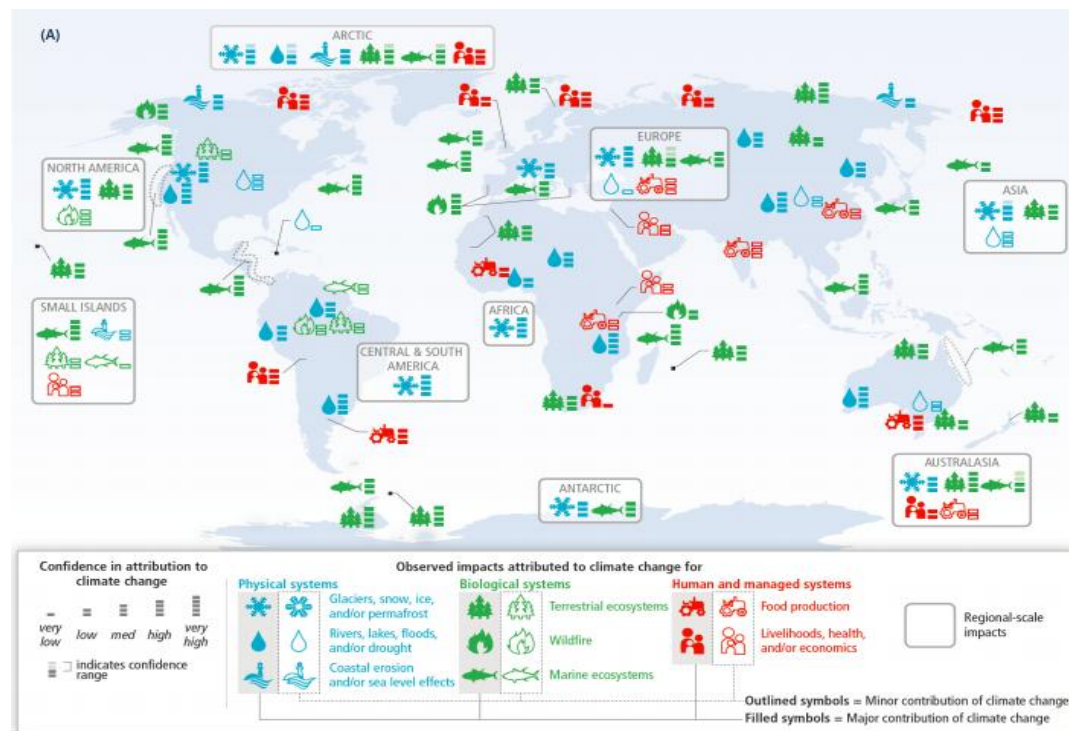 (A)
ARCTIC
EUROPE
NORTH AMERICA
ASIA
SMALL ISLANDS
AFRICA
CENTRAL & SOUTH
AMERICA
AUSTRALASIA
ANTARCTIC
Confidence in attribution to
climate change
very
low
low
med
high
very
high
indicates confidence
range
Observed impacts attributed to climate change for
Physical systems
Glaciers, snow, ice,
and/or permafrost
Rivers, lakes, floods,
and/or drought
Coastal erosion
and/or sea level effects
Biological systems
Terrestrial ecosystems
Wildfire
Marine ecosystems
Human and managed systems
Food production
Livelihoods, health,
and/or economics
Regional-scale
impacts
Outlined symbols = Minor contribution of climate change
Filled symbols = Major contribution of climate change